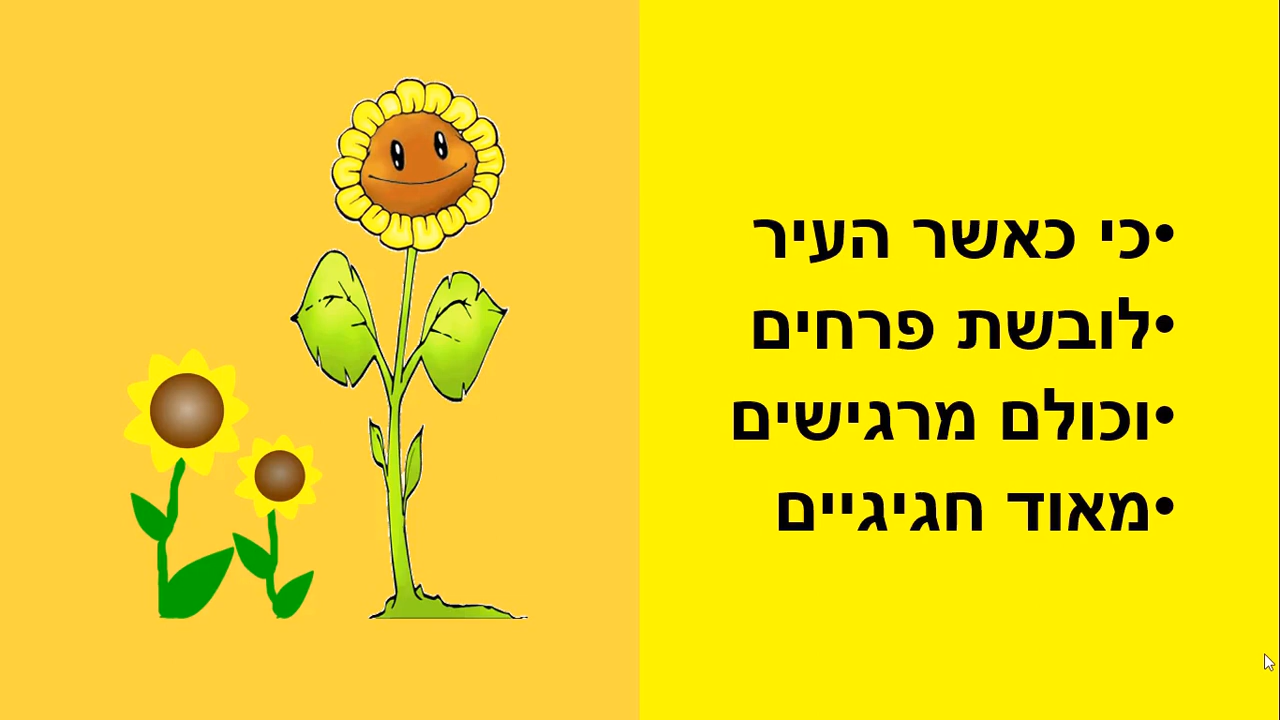 •כי כאשר העיר
•לובשת פרחים
•וכולם מרגישים
•מאוד חגיגיים